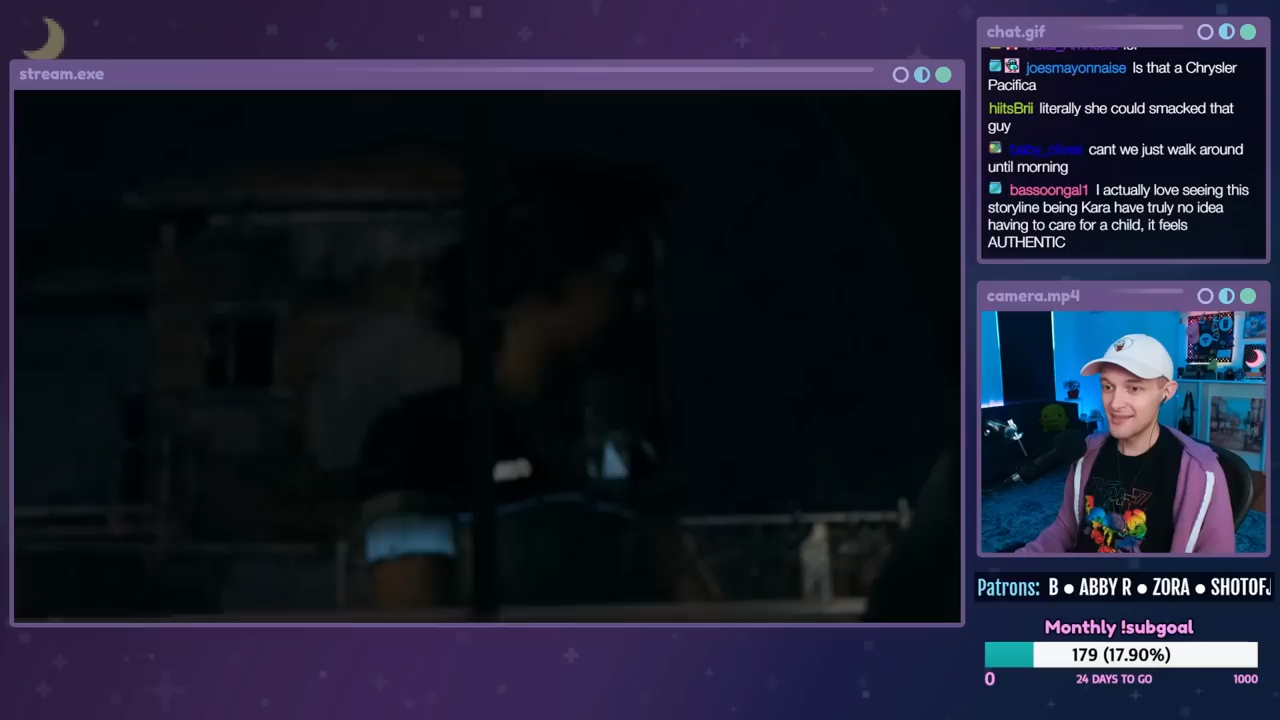 stream.exe
chat.gif
joesmayonnaise Is that a Chrysler
Pacifica
hiitsBrii literally she could smacked that
guy
cant we just walk around
until morning
bassoongal1 I actually love seeing this
storyline being Kara have truly no idea
having to care for a child, it feels
AUTHENTIC
camera.mp4
Patrons: B • ABBY R • ZORA • SHOTOF
Monthly !subgoal
179 (17.90%)
0 24 DAYS TO GO 1000